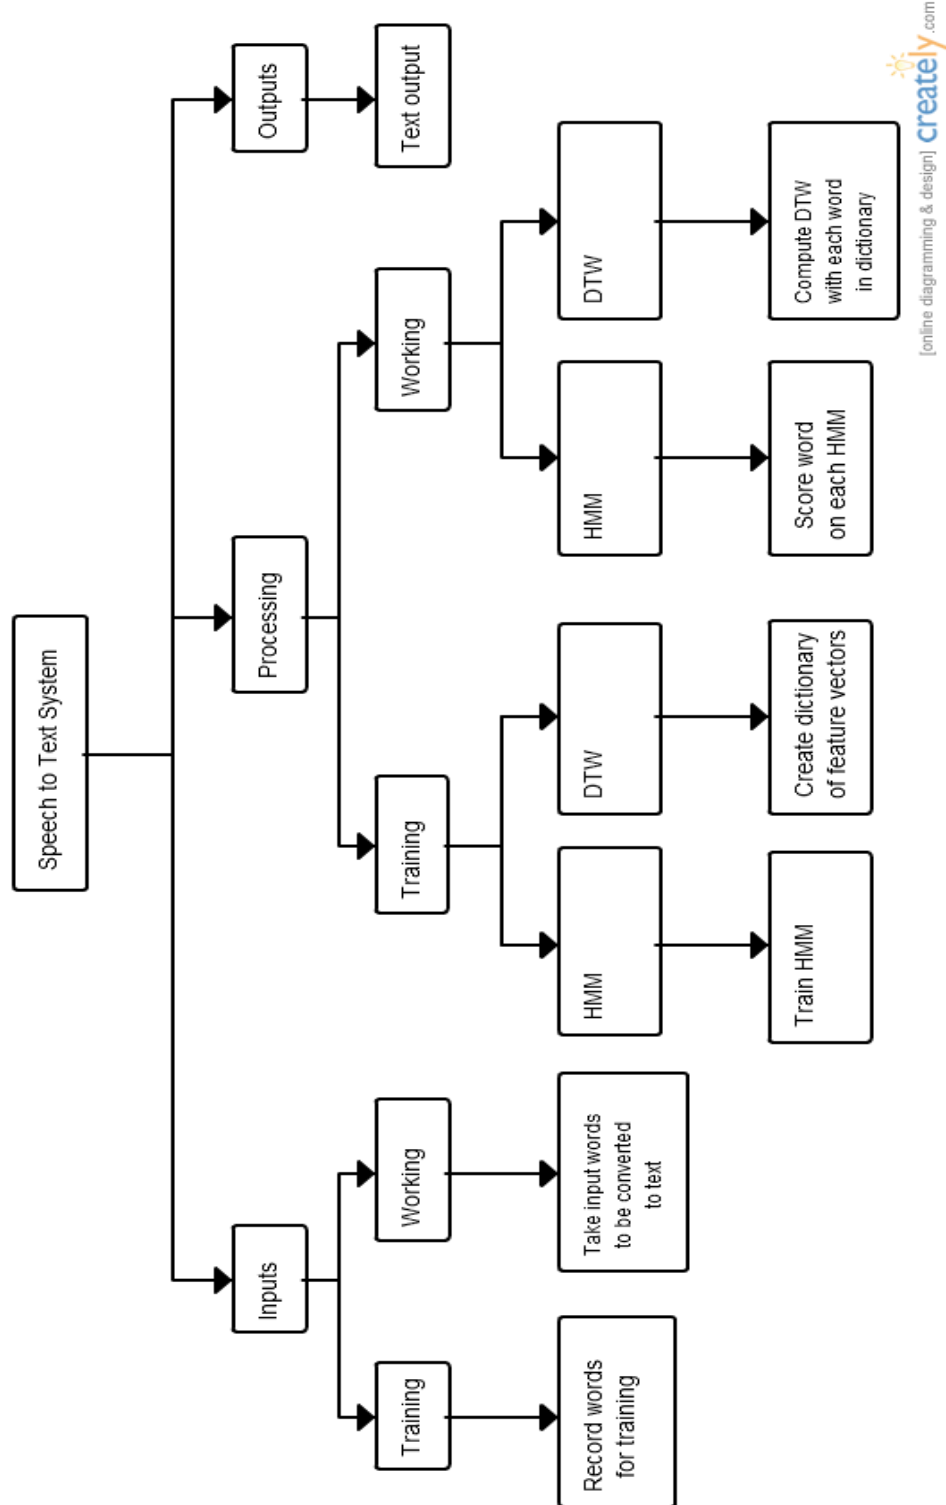 Speech to Text System
Inputs
Processing
Outputs
Training
Working
Training
Working
Text output
Record words
for training
Take input words
to be converted
to text
HMM
DTW
HMM
DTW
Train HMM
Create dictionary
of feature vectors
Score word
on each HMM
Compute DTW
with each word
in dictionary
[online diagramming & design] creately.com